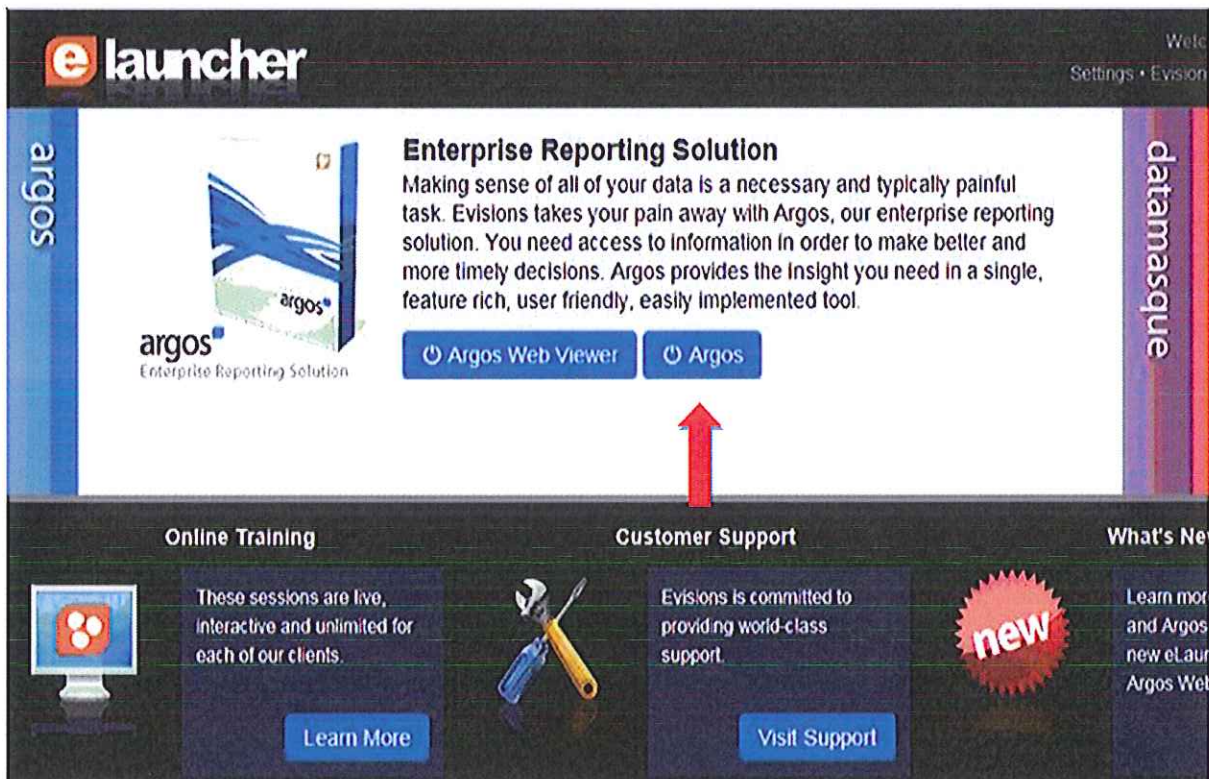 e launcher
Welc
Settings • Evision
argos
Enterprise Reporting Solution
Making sense of all of your data is a necessary and typically painful
task. Evisions takes your pain away with Argos, our enterprise reporting
solution. You need access to information in order to make better and
more timely decisions. Argos provides the insight you need in a single,
feature rich, user friendly, easily implemented tool.
argos
argos
Enterprise Reporting Solution
Argos Web Viewer
Argos
datamasque
Online Training
These sessions are live,
interactive and unlimited for
each of our clients.
Learn More
Customer Support
Evisions is committed to
providing world-class
support.
Visit Support
new
What's Ne
Learn mor
and Argos
new eLaun
Argos Web